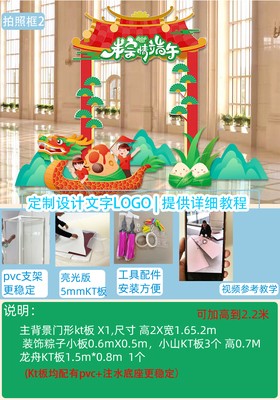 拍照框2
粽情端午
定制设计文字LOGO | 提供详细教程
pvc支架
更稳定
亮光版
5mmKT板
工具配件
安装方便
视频参考教学
说明：
可加高到2.2米
主背景门形kt板 X1,尺寸 高2X宽1.65.2m
装饰粽子小板0.6mX0.5m，小山KT板3个 高0.7M
龙舟KT板1.5m*0.8m 1个
(Kt板均配有pvc+注水底座更稳定)